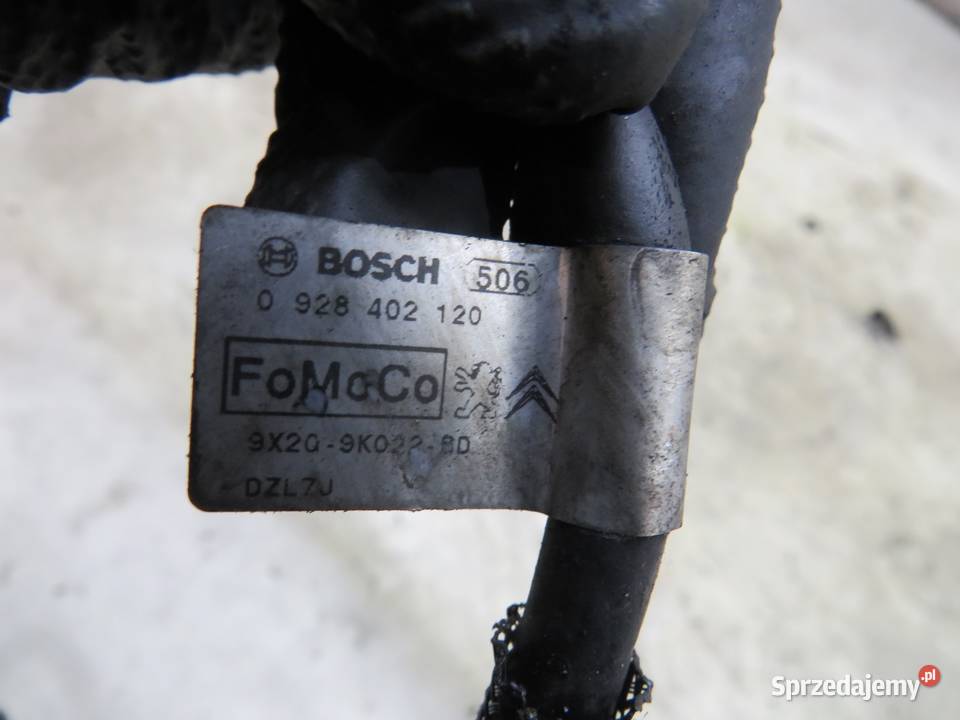 BOSCH 506
0 928 402 120
FoMoCo
9X2Q-9K022-BD
DZL7J
Sprzedajemy.pl